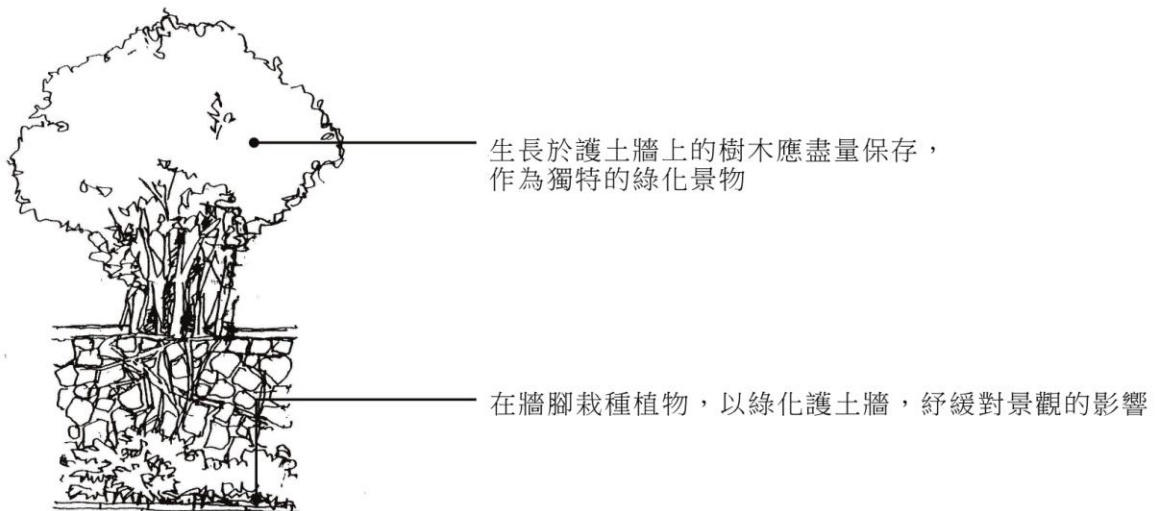 生長於護土牆上的樹木應盡量保存，
作為獨特的綠化景物
在牆腳栽種植物，以綠化護土牆，紓緩對景觀的影響